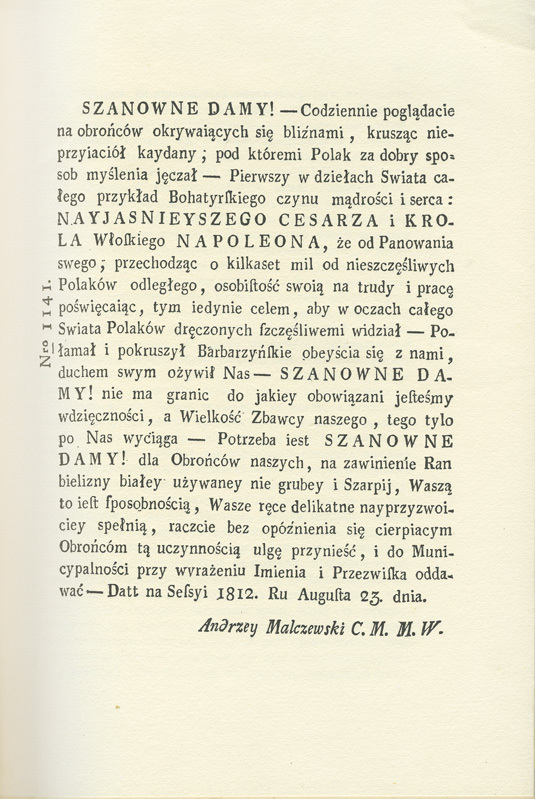 SZANOWNE DAMY! — Codziennie poglądacie
na obrońców okrywaiących się bliźnami, krusząc nie-
przyiaciół kaydany; pod któremi Polak za dobry spo-
sob myślenia jęczał — Pierwszy w dziełach Swiata ca-
łego przykład Bohatyrſkiego czynu mądrości i serca:
NAYJASNIEYSZEGO CESARZA i KRO-
LA Włoſkiego NAPOLEONA, że od Panowania
swego; przechodząc o kilkaset mil od nieszczęśliwych
Polaków odległego, osobiſtość swoią na trudy i pracę
poświęcaiąc, tym iedynie celem, aby w oczach całego
Swiata Polaków dręczonych ſzczęśliwemi widział — Po-
łamał i pokruszył Barbarzyńſkie obeyścia się z nami,
duchem swym ożywił Nas — SZANOWNE DA-
MY! nie ma granic do jakiey obowiązani jeſteśmy
wdzięczności, a Wielkość Zbawcy naszego, tego tylo
po Nas wyciąga — Potrzeba iest SZANOWNE
DAMY! dla Obrońców naszych, na zawinienie Ran
bielizny białey używaney nie grubey i Szarpij, Waszą
to ieſt ſposobnością, Wasze ręce delikatne nayprzyzwoi-
ciey spełnią, raczcie bez opóźnienia się cierpiacym
Obrońcóm tą uczynnością ulgę przynieść, i do Muni-
cypalności przy wyrażeniu Imienia i Przezwiſka odda-
wać — Datt na Seſsyi 1812. Ru Auguſta 23. dnia.
Andrzey Malczewski C. M. M. W.
Nro 1141.